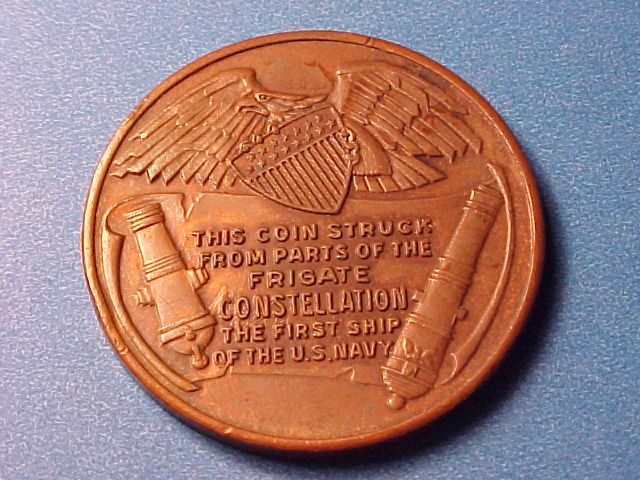 THIS COIN STRUCK
FROM PARTS OF THE
FRIGATE
CONSTELLATION
THE FIRST SHIP
OF THE U.S. NAVY